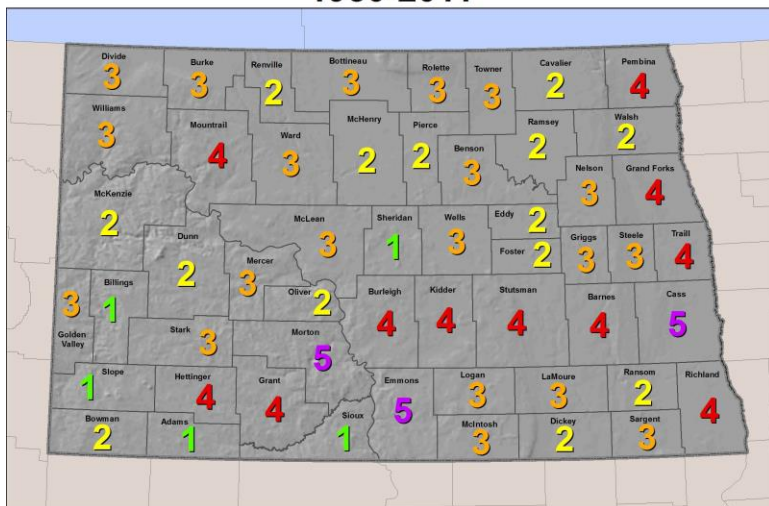 Divide
3
Burke
3
Renville
2
Bottineau
3
Rolette
3
Towner
3
Cavalier
2
Pembina
4
Williams
3
Mountrail
4
Ward
3
McHenry
2
Pierce
2
Benson
3
Ramsey
2
Walsh
2
Nelson
3
Grand Forks
4
McKenzie
2
Dunn
2
McLean
3
Mercer
3
Oliver 2
Sheridan
1
Wells
3
Eddy 2
Foster 2
Griggs
3
Steele
3
Traill
4
3
Golden
Valley
Billings
1
Stark 3
Morton
5
Burleigh
4
Kidder
4
Stutsman
4
Barnes
4
Cass
5
Slope
1
Hettinger
4
Grant
4
Emmons
5
Logan
3
LaMoure
3
Ransom
2
Richland
4
Bowman
2
Adams 1
Sioux
1
McIntosh
3
Dickey
2
Sargent
3